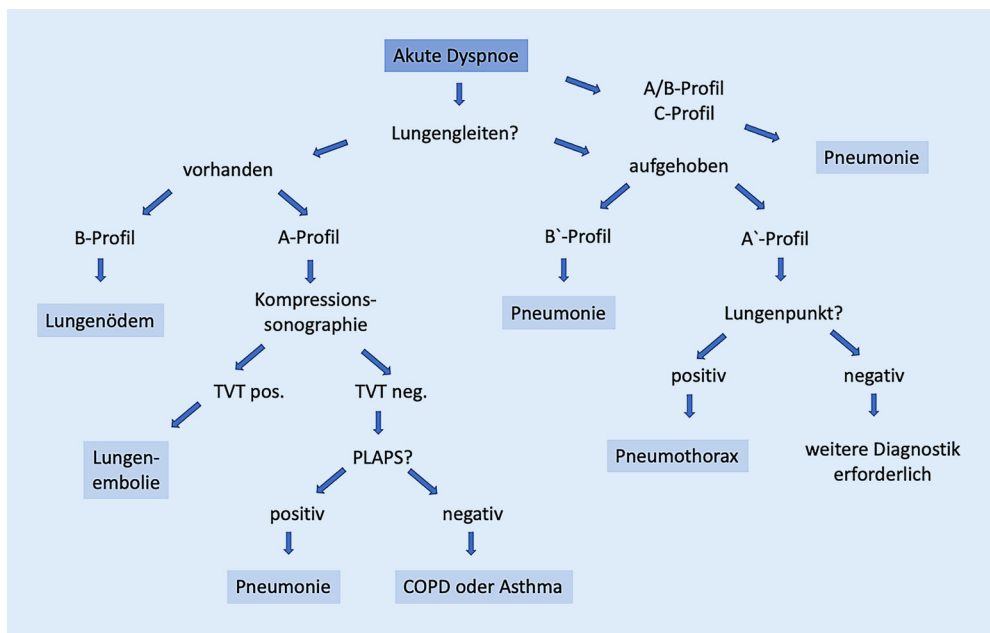 Akute Dyspnoe
A/B-Profil
C-Profil
Lungengleiten?
Pneumonie
vorhanden
aufgehoben
B-Profil
A-Profil
B`-Profil
A`-Profil
Lungenödem
Kompressions-
sonographie
Pneumonie
Lungenpunkt?
TVT pos.
TVT neg.
positiv
negativ
Lungen-
embolie
PLAPS?
Pneumothorax
weitere Diagnostik
erforderlich
positiv
negativ
Pneumonie
COPD oder Asthma